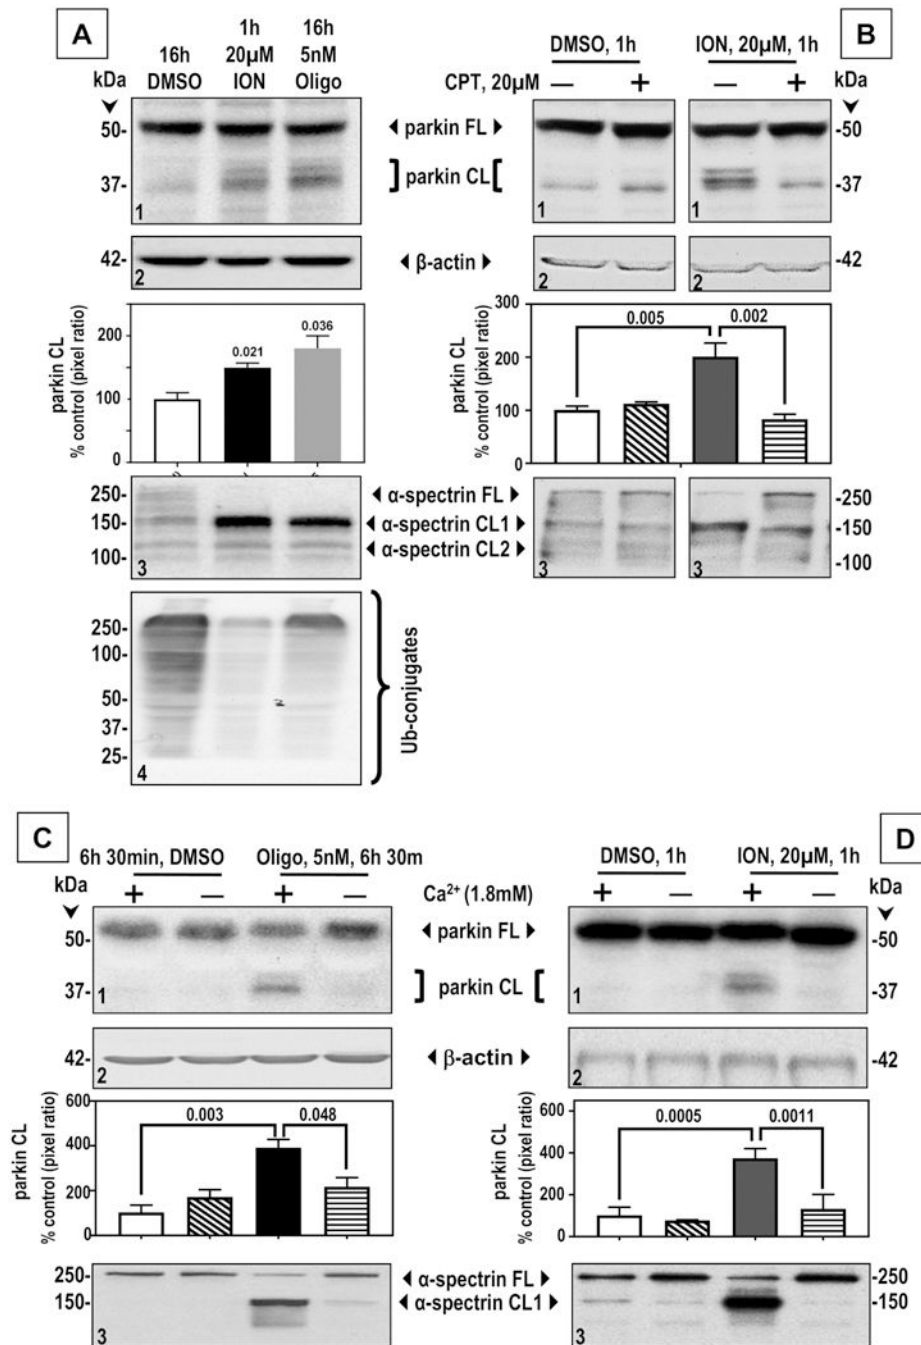 A
16h
DMSO
1h
20µM
ION
16h
5nM
Oligo
kDa
50-
37-
1
42-
2
◄ parkin FL ►
] parkin CL [
◄ β-actin ►
parkin CL
% control (pixel ratio)
200
100
0
0.021
0.036
250-
150-
100-
3
◄ α-spectrin FL ►
◄ α-spectrin CL1 ►
◄ α-spectrin CL2 ►
250-
100-
50-
37-
25-
4
Ub-conjugates
B
DMSO, 1h
ION, 20µM, 1h
CPT, 20µM
— + — +
kDa
-50
-37
1
1
-42
2
2
parkin CL
% control (pixel ratio)
300
200
100
0
0.005
0.002
-250
-150
-100
3
3
C
6h 30min, DMSO
Oligo, 5nM, 6h 30m
kDa
+ — + —
Ca²⁺ (1.8mM)
50-
37-
1
◄ parkin FL ►
] parkin CL [
42-
2
◄ β-actin ►
parkin CL
% control (pixel ratio)
600
400
200
0
0.003
0.048
250-
150-
3
◄ α-spectrin FL ►
◄ α-spectrin CL1 ►
D
DMSO, 1h
ION, 20µM, 1h
+ — + —
kDa
-50
-37
1
-42
2
parkin CL
% control (pixel ratio)
600
400
200
0
0.0005
0.0011
-250
-150
3